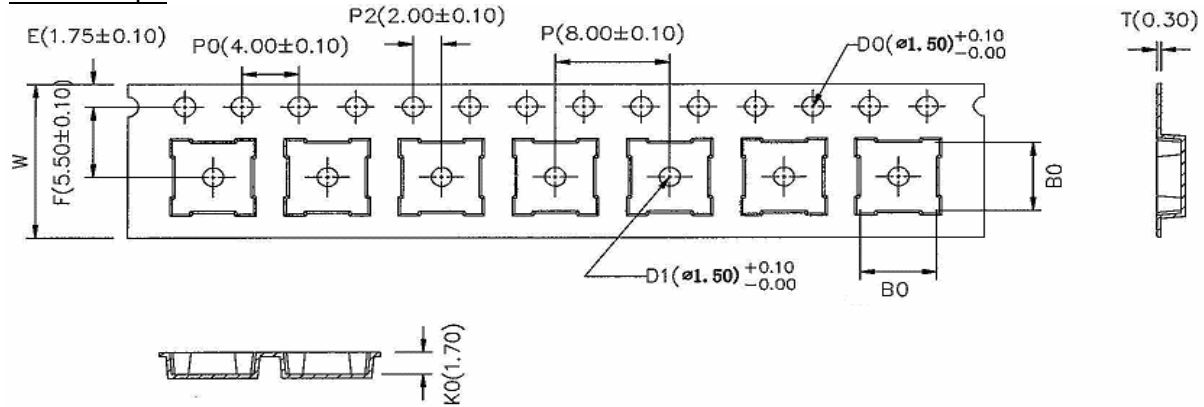 P2(2.00±0.10)
T(0.30)
E(1.75±0.10)
P0(4.00±0.10)
P(8.00±0.10)
D0(ø1.50)+0.10 -0.00
W
F(5.50±0.10)
B0
D1(ø1.50)+0.10 -0.00
B0
K0(1.70)